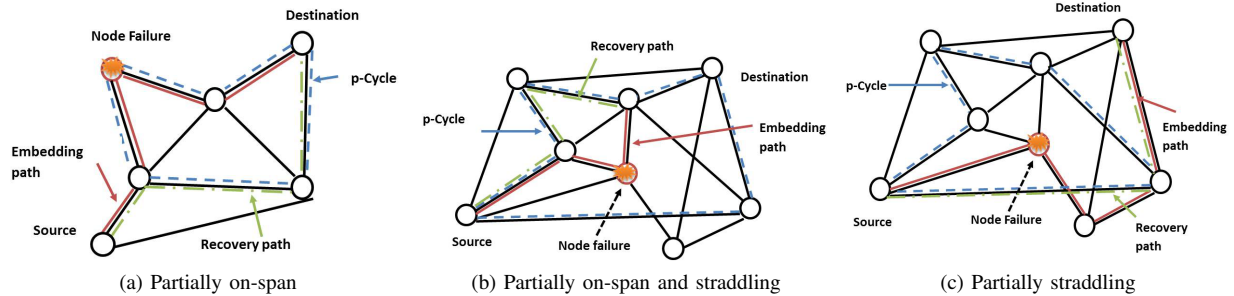 Destination
Node Failure
p-Cycle
Embedding
path
Source
Recovery path
(a) Partially on-span
Recovery path
Destination
p-Cycle
Embedding
path
Source
Node failure
(b) Partially on-span and straddling
Destination
p-Cycle
Embedding
path
Source
Node Failure
Recovery
path
(c) Partially straddling